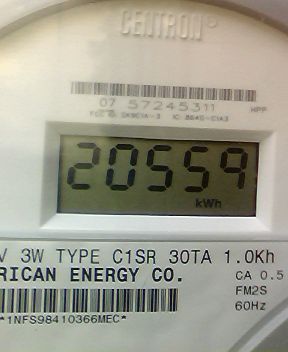 CENTRON®
07 57245311 HPP
20559
kWh
V 3W TYPE C1SR 30TA 1.0Kh
RICAN ENERGY CO. CA 0.5
FM2S
60Hz
*1NFS98410366MEC*